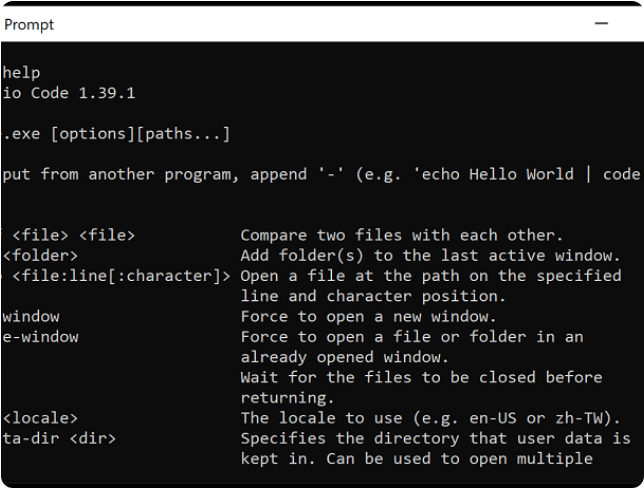 Prompt
help
io Code 1.39.1
.exe [options][paths...]
put from another program, append '-' (e.g. 'echo Hello World | code
<file> <file> Compare two files with each other.
<folder> Add folder(s) to the last active window.
<file:line[:character]> Open a file at the path on the specified
line and character position.
window Force to open a new window.
e-window Force to open a file or folder in an
already opened window.
Wait for the files to be closed before
returning.
<locale> The locale to use (e.g. en-US or zh-TW).
ta-dir <dir> Specifies the directory that user data is
kept in. Can be used to open multiple